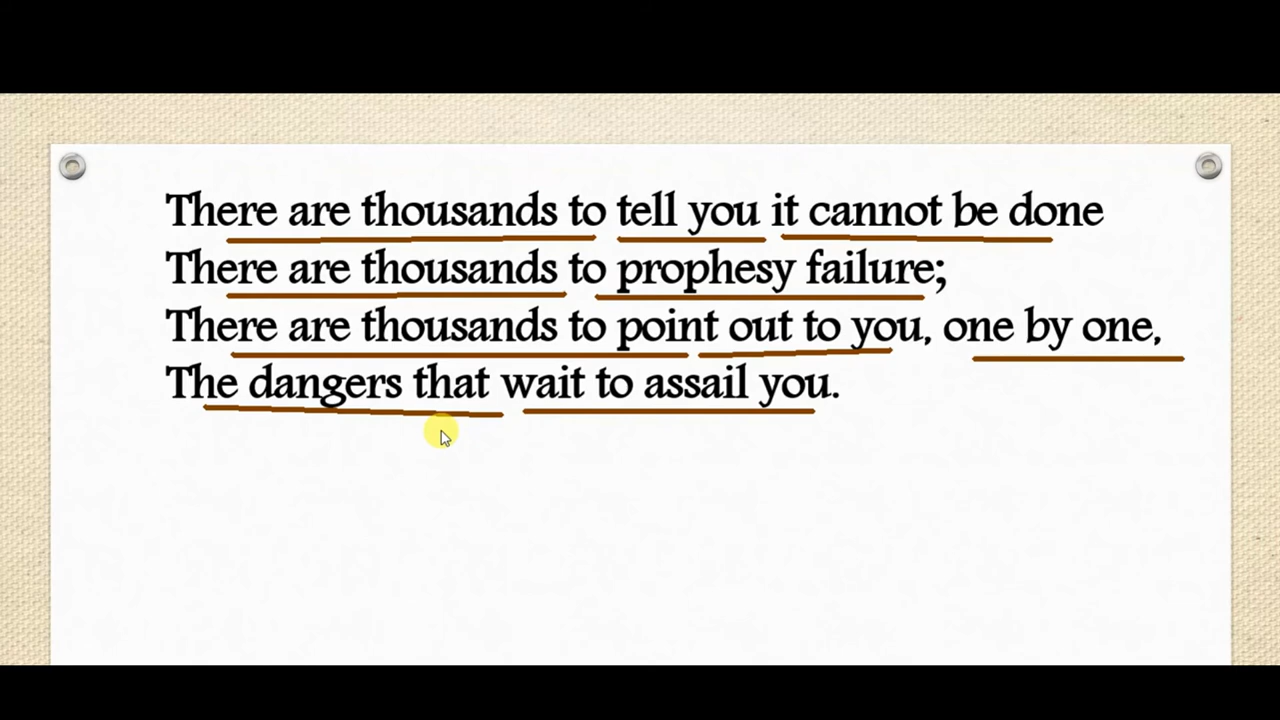 There are thousands to tell you it cannot be done
There are thousands to prophesy failure;
There are thousands to point out to you, one by one,
The dangers that wait to assail you.